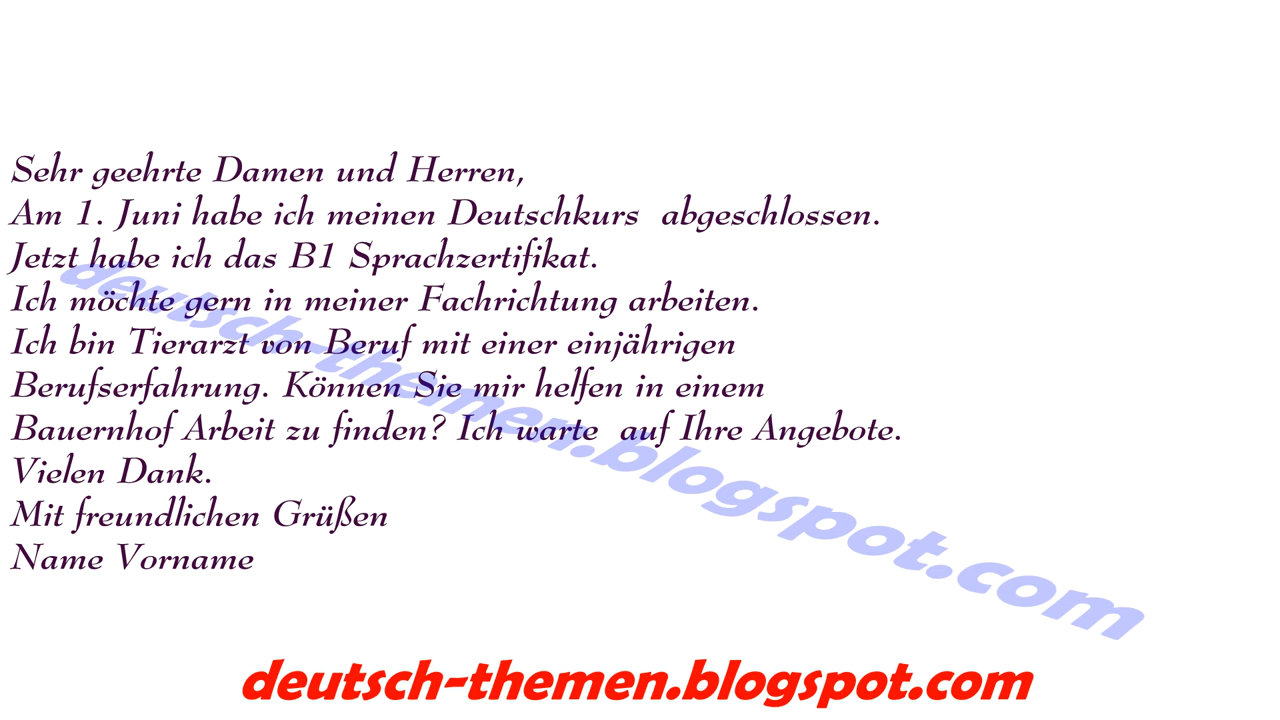 Sehr geehrte Damen und Herren,
Am 1. Juni habe ich meinen Deutschkurs  abgeschlossen.
Jetzt habe ich das B1 Sprachzertifikat.
Ich möchte gern in meiner Fachrichtung arbeiten.
Ich bin Tierarzt von Beruf mit einer einjährigen
Berufserfahrung. Können Sie mir helfen in einem
Bauernhof Arbeit zu finden? Ich warte  auf Ihre Angebote.
Vielen Dank.
Mit freundlichen Grüßen
Name Vorname
deutsch-themen.blogspot.com
deutsch-themen.blogspot.com